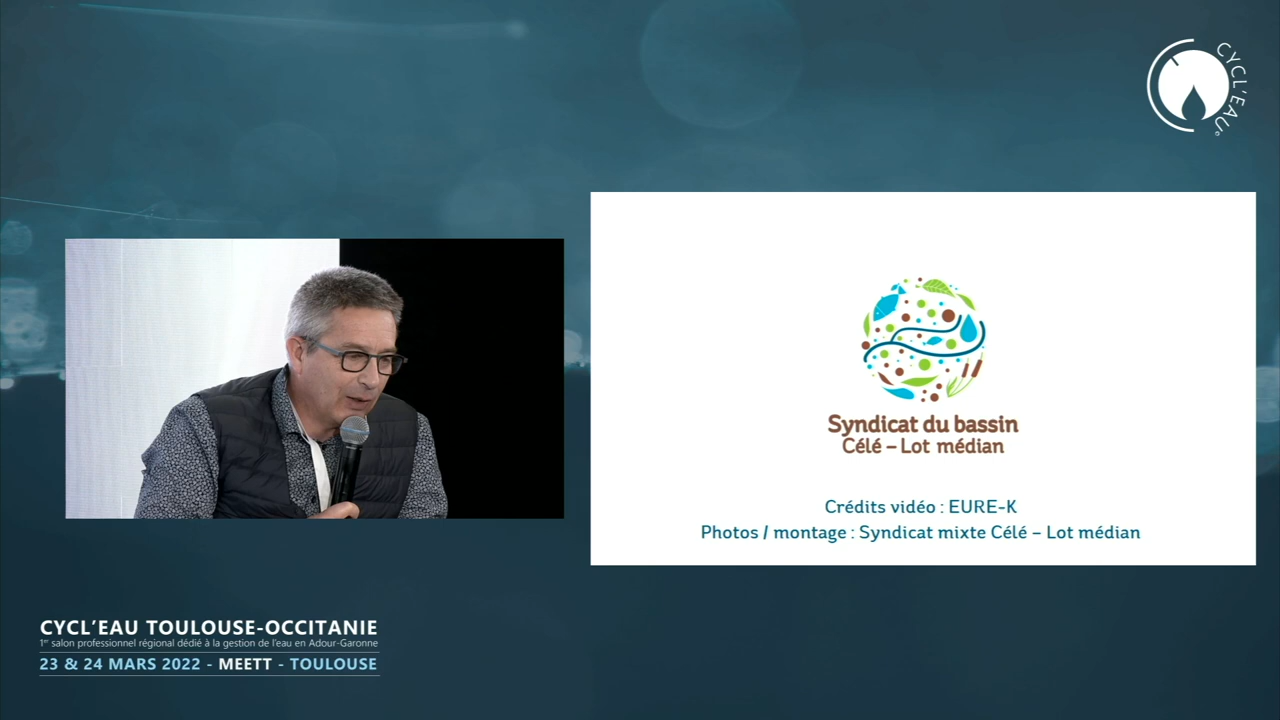 CYCL'EAU®
Syndicat du bassin
Célé – Lot médian
Crédits vidéo : EURE-K
Photos / montage : Syndicat mixte Célé – Lot médian
CYCL'EAU TOULOUSE-OCCITANIE
1er salon professionnel régional dédié à la gestion de l'eau en Adour-Garonne
23 & 24 MARS 2022 - MEETT - TOULOUSE